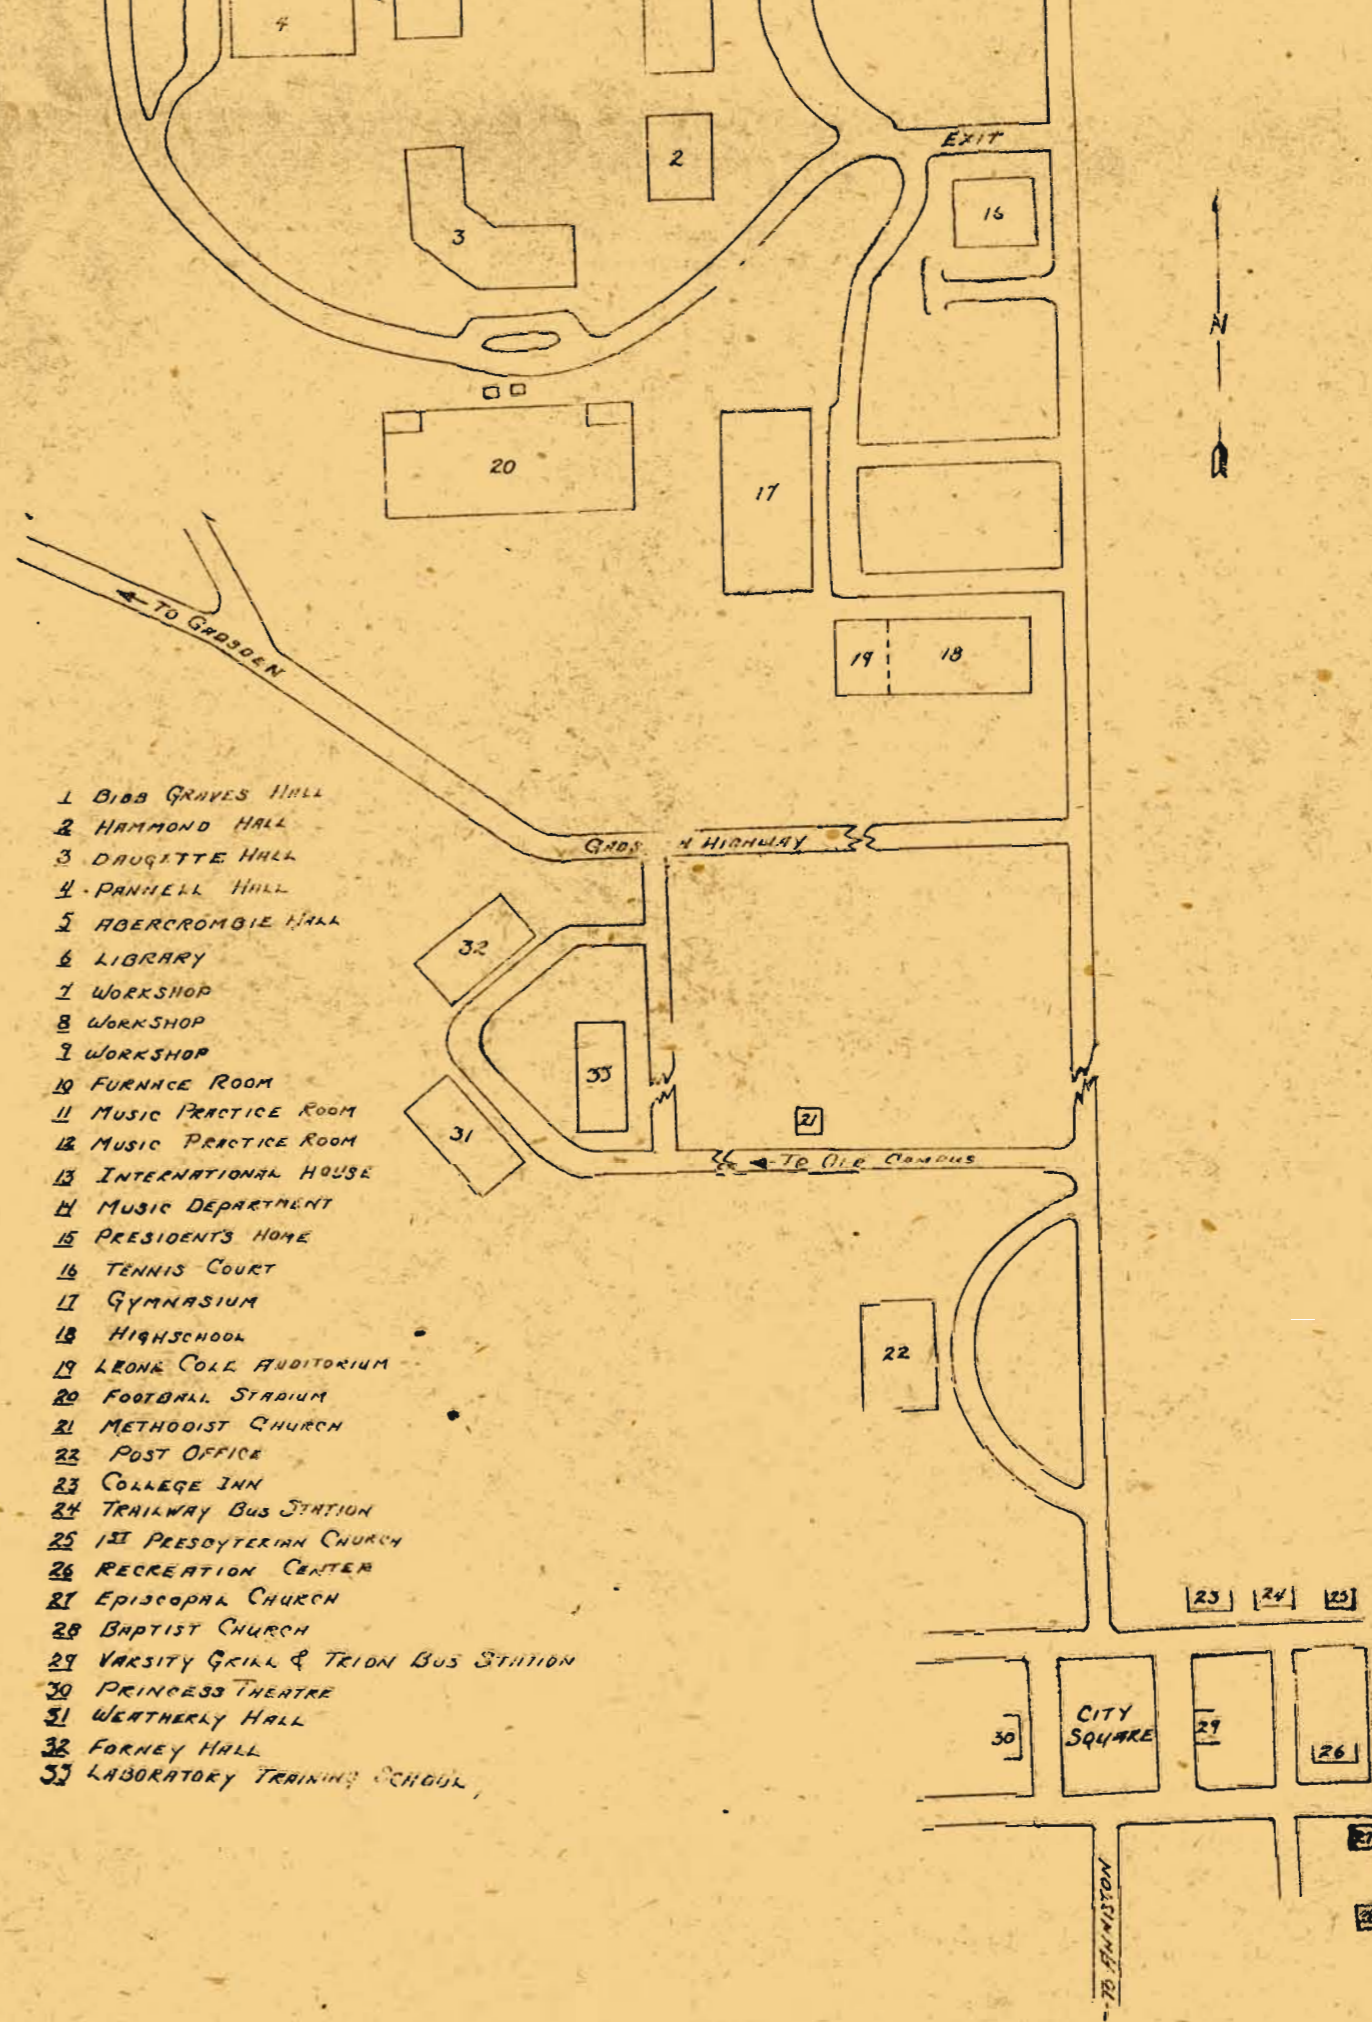 4
2
EXIT
16
3
N
20
17
← TO GADSDEN
19
18
GADS N HIGHWAY
32
33
31
21
← TO OLD CAMPUS
22
1 BIBB GRAVES HALL
2 HAMMOND HALL
3 DAUGETTE HALL
4 PANNELL HALL
5 ABERCROMBIE HALL
6 LIBRARY
7 WORKSHOP
8 WORKSHOP
9 WORKSHOP
10 FURNACE ROOM
11 MUSIC PRACTICE ROOM
12 MUSIC PRACTICE ROOM
13 INTERNATIONAL HOUSE
14 MUSIC DEPARTMENT
15 PRESIDENT'S HOME
16 TENNIS COURT
17 GYMNASIUM
18 HIGHSCHOOL
19 LEONE COLE AUDITORIUM
20 FOOTBALL STADIUM
21 METHODIST CHURCH
22 POST OFFICE
23 COLLEGE INN
24 TRAILWAY BUS STATION
25 1ST PRESBYTERIAN CHURCH
26 RECREATION CENTER
27 EPISCOPAL CHURCH
28 BAPTIST CHURCH
29 VARSITY GRILL & TRION BUS STATION
30 PRINCESS THEATRE
31 WEATHERLY HALL
32 FORNEY HALL
33 LABORATORY TRAINING SCHOOL
23
24
25
30
CITY
SQUARE
29
26
27
TO ANNISTON